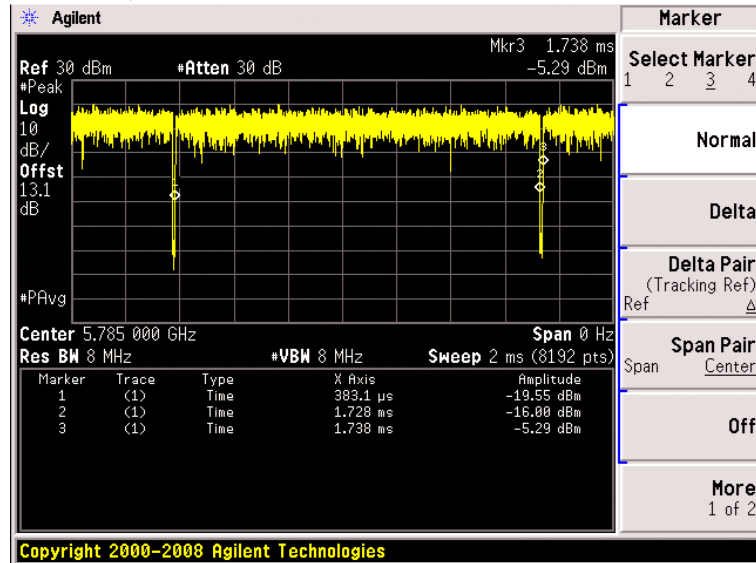 Agilent
Marker
Mkr3 1.738 ms
Ref 30 dBm #Atten 30 dB -5.29 dBm
#Peak
Log
10
dB/
Offst
13.1
dB
#PAvg
1
2
3
Center 5.785 000 GHz Span 0 Hz
Res BW 8 MHz #VBW 8 MHz Sweep 2 ms (8192 pts)
Marker Trace Type X Axis Amplitude
1 (1) Time 383.1 µs -19.55 dBm
2 (1) Time 1.728 ms -16.00 dBm
3 (1) Time 1.738 ms -5.29 dBm
Select Marker
1 2 3 4
Normal
Delta
Delta Pair
(Tracking Ref)
Ref Δ
Span Pair
Span Center
Off
More
1 of 2
Copyright 2000-2008 Agilent Technologies